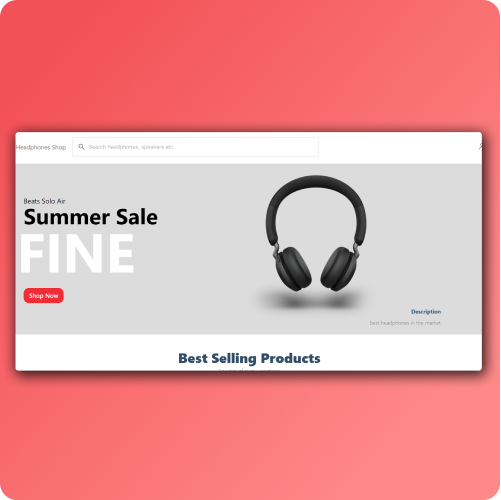 Headphones Shop
Search headphones, speakers etc
Beats Solo Air
Summer Sale
FINE
Shop Now
Description
best headphones in the market
Best Selling Products